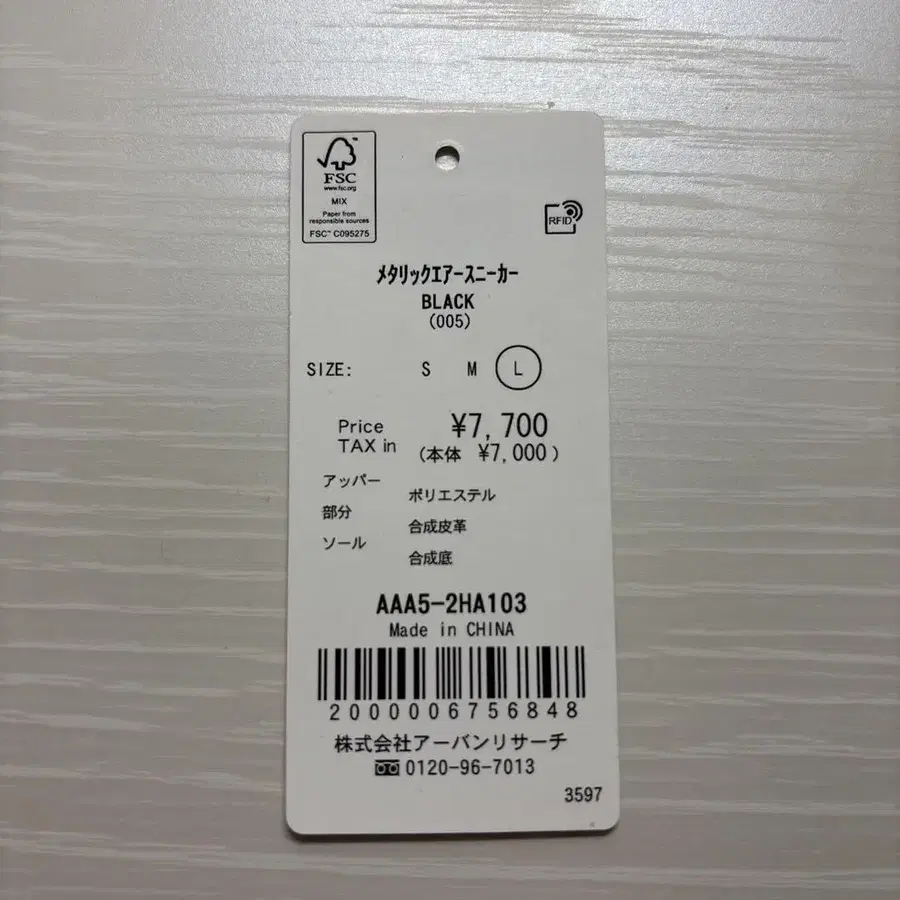 FSC
www.fsc.org
MIX
Paper from
responsible sources
FSC™ C095275
RFID
メタリックエアースニーカー
BLACK
(005)
SIZE: S M L
Price ¥7,700
TAX in (本体 ¥7,000)
アッパー
ポリエステル
部分
合成皮革
ソール
合成底
AAA5-2HA103
Made in CHINA
2000006756848
株式会社アーバンリサーチ
0120-96-7013
3597